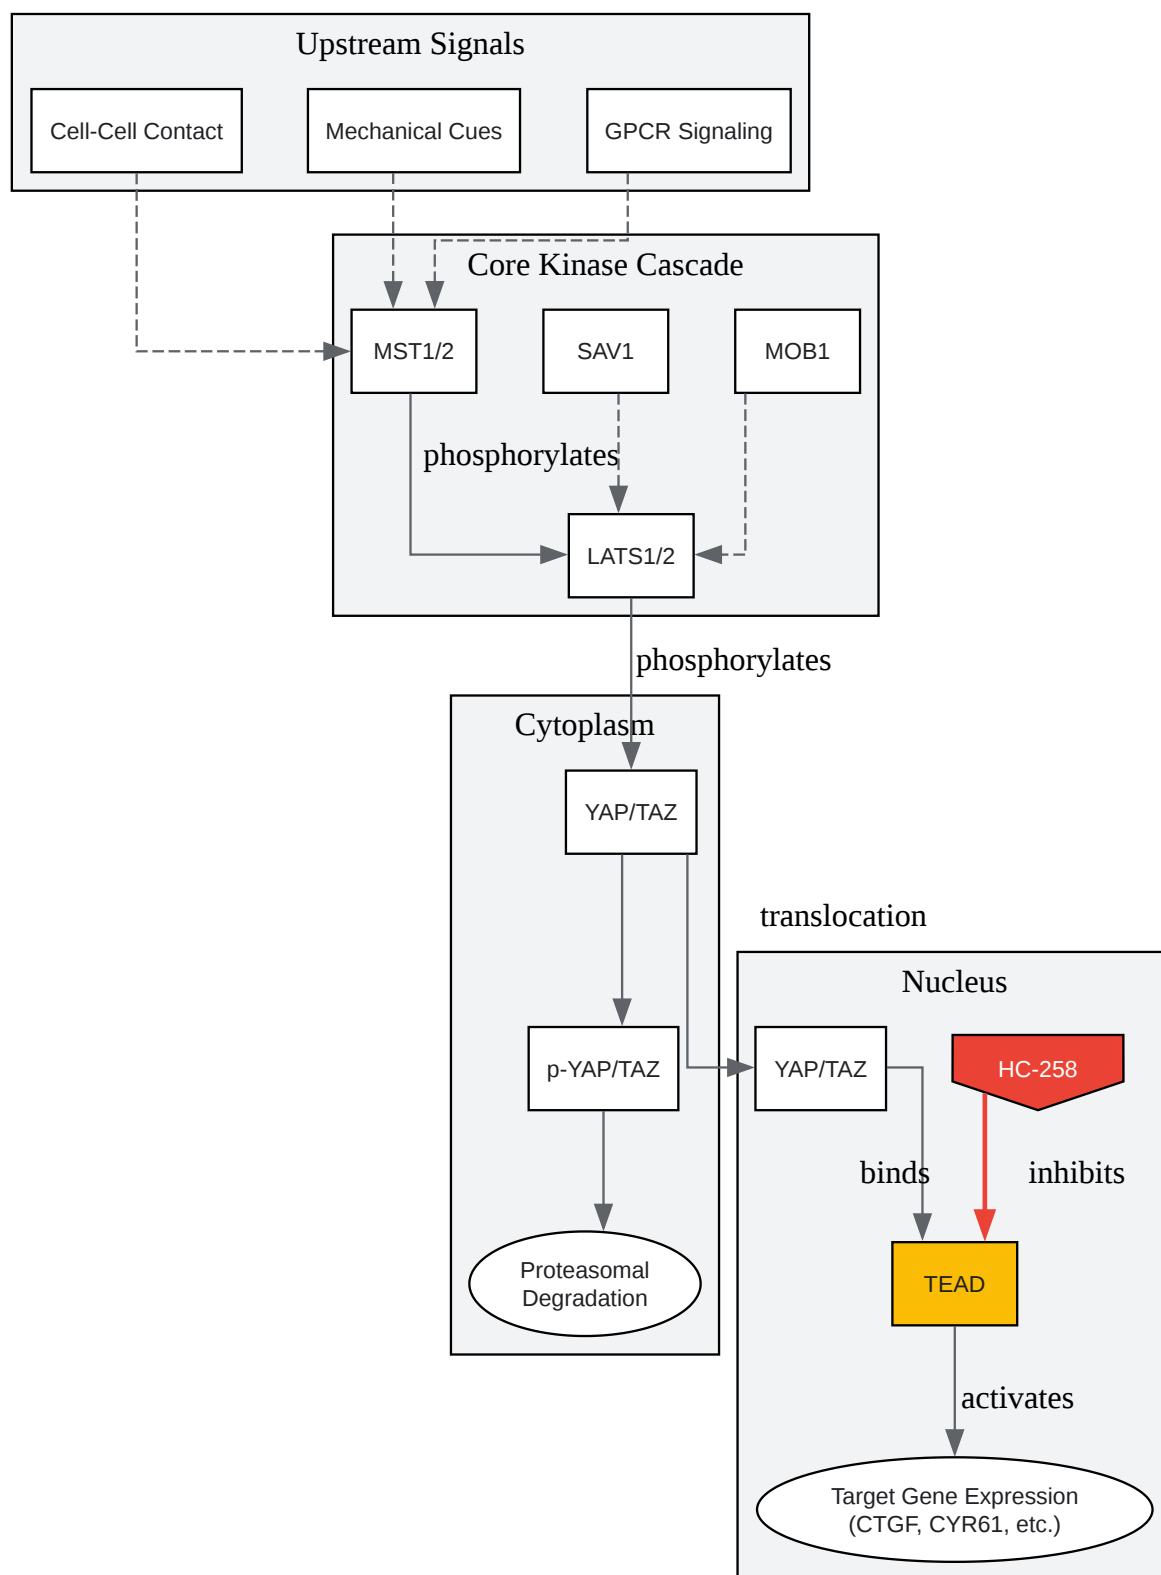 Upstream Signals
Cell-Cell Contact
Mechanical Cues
GPCR Signaling
Core Kinase Cascade
MST1/2
SAV1
MOB1
phosphorylates
LATS1/2
phosphorylates
Cytoplasm
YAP/TAZ
translocation
Nucleus
p-YAP/TAZ
YAP/TAZ
HC-258
binds
inhibits
Proteasomal
Degradation
TEAD
activates
Target Gene Expression
(CTGF, CYR61, etc.)